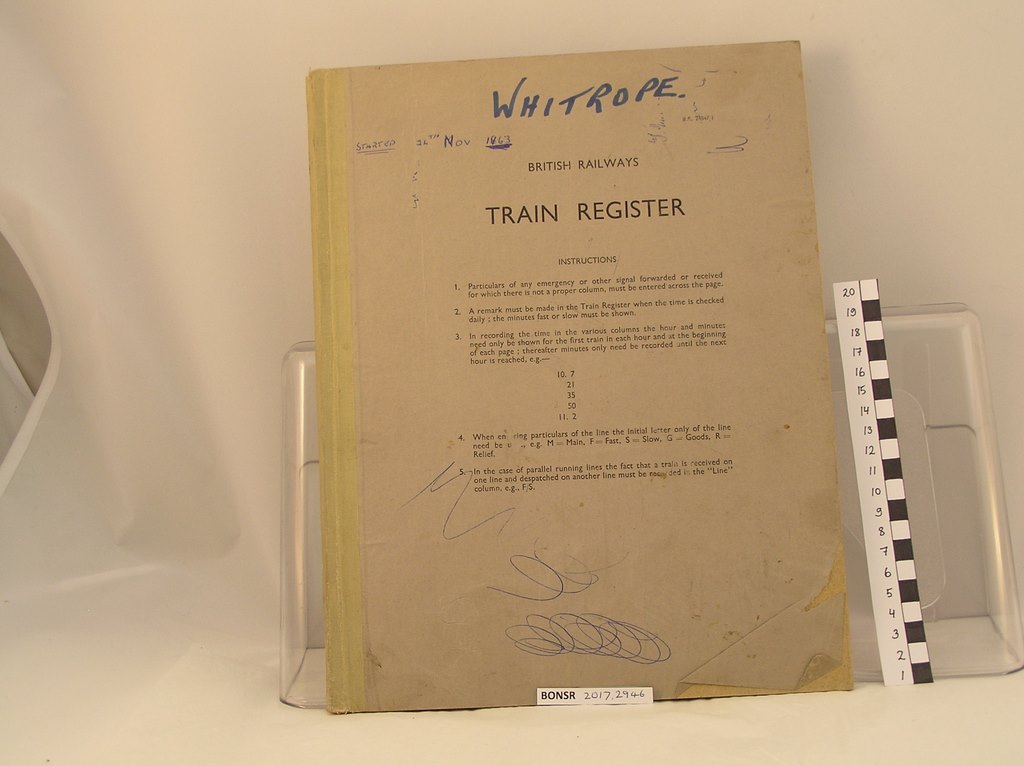 WHITROPE.
STARTED 24TH NOV 1863
BRITISH RAILWAYS
TRAIN REGISTER
INSTRUCTIONS
1. Particulars of any emergency or other signal forwarded or received
for which there is not a proper column, must be entered across the page.
2. A remark must be made in the Train Register when the time is checked
daily ; the minutes fast or slow must be shown.
3. In recording the time in the various columns the hour and minutes
need only be shown for the first train in each hour and at the beginning
of each page ; thereafter minutes only need be recorded until the next
hour is reached, e.g.—
10. 7
21
35
50
11. 2
4. When en ring particulars of the line the initial letter only of the line
need be u , e.g. M = Main, F = Fast, S = Slow, G = Goods, R =
Relief.
5. In the case of parallel running lines the fact that a train is received on
one line and despatched on another line must be recorded in the "Line"
column, e.g., F/S.
BONSR 2017.2946
20
19
18
17
16
15
14
13
12
11
10
9
8
7
6
5
4
3
2
1